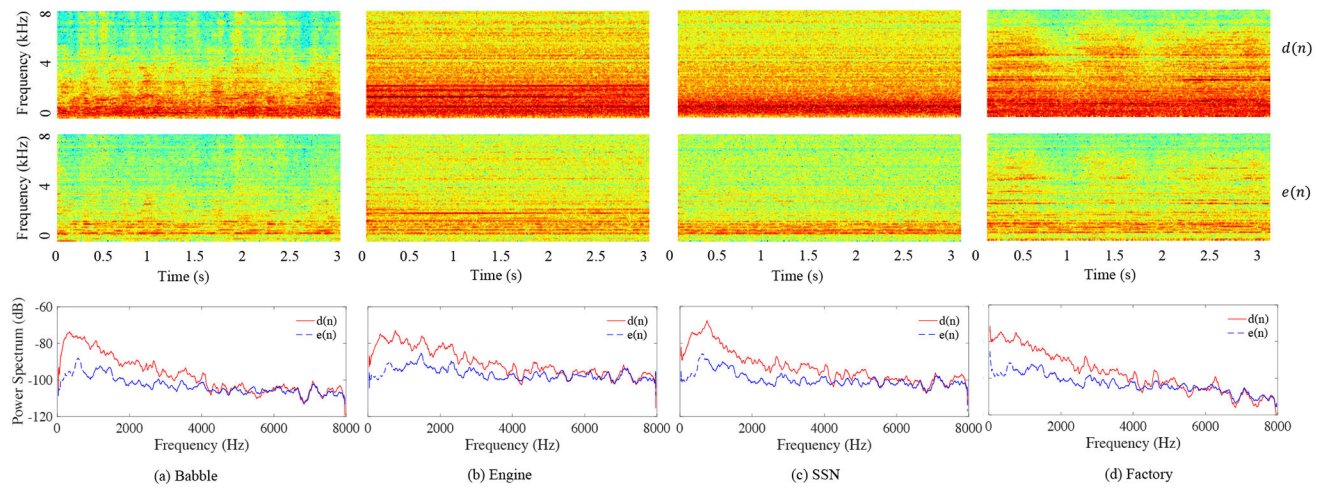 Frequency (kHz)
8
4
0
d(n)
Frequency (kHz)
8
4
0
e(n)
0 0.5 1 1.5 2 2.5 3
0 0.5 1 1.5 2 2.5 3
0 0.5 1 1.5 2 2.5 3
0 0.5 1 1.5 2 2.5 3
Time (s)
Time (s)
Time (s)
Time (s)
Power Spectrum (dB)
-60
-80
-100
-120
d(n)
e(n)
d(n)
e(n)
d(n)
e(n)
d(n)
e(n)
0 2000 4000 6000 8000
0 2000 4000 6000 8000
0 2000 4000 6000 8000
0 2000 4000 6000 8000
Frequency (Hz)
Frequency (Hz)
Frequency (Hz)
Frequency (Hz)
(a) Babble
(b) Engine
(c) SSN
(d) Factory